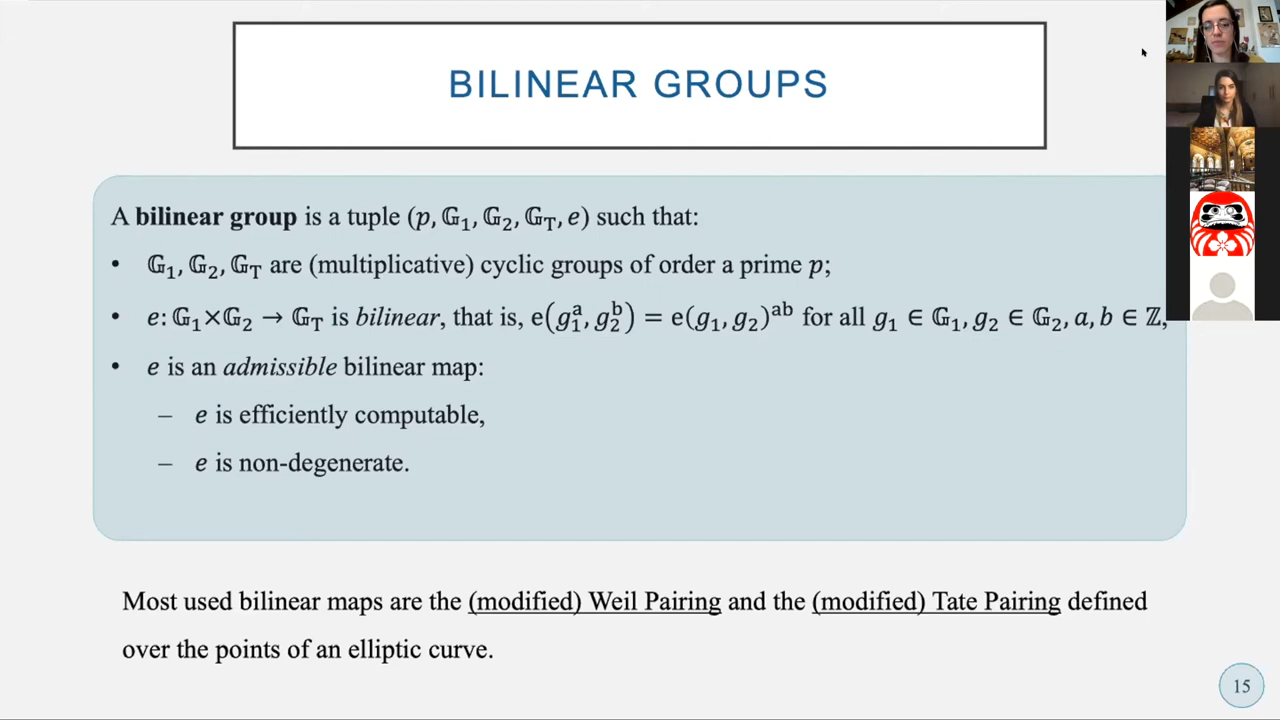 BILINEAR GROUPS
A bilinear group is a tuple (p, 𝔾₁, 𝔾₂, 𝔾_T, e) such that:
• 𝔾₁, 𝔾₂, 𝔾_T are (multiplicative) cyclic groups of order a prime p;
• e: 𝔾₁×𝔾₂ → 𝔾_T is bilinear, that is, e(g₁ᵃ, g₂ᵇ) = e(g₁, g₂)ᵃᵇ for all g₁ ∈ 𝔾₁, g₂ ∈ 𝔾₂, a, b ∈ ℤ,
• e is an admissible bilinear map:
– e is efficiently computable,
– e is non-degenerate.
Most used bilinear maps are the (modified) Weil Pairing and the (modified) Tate Pairing defined
over the points of an elliptic curve.
15